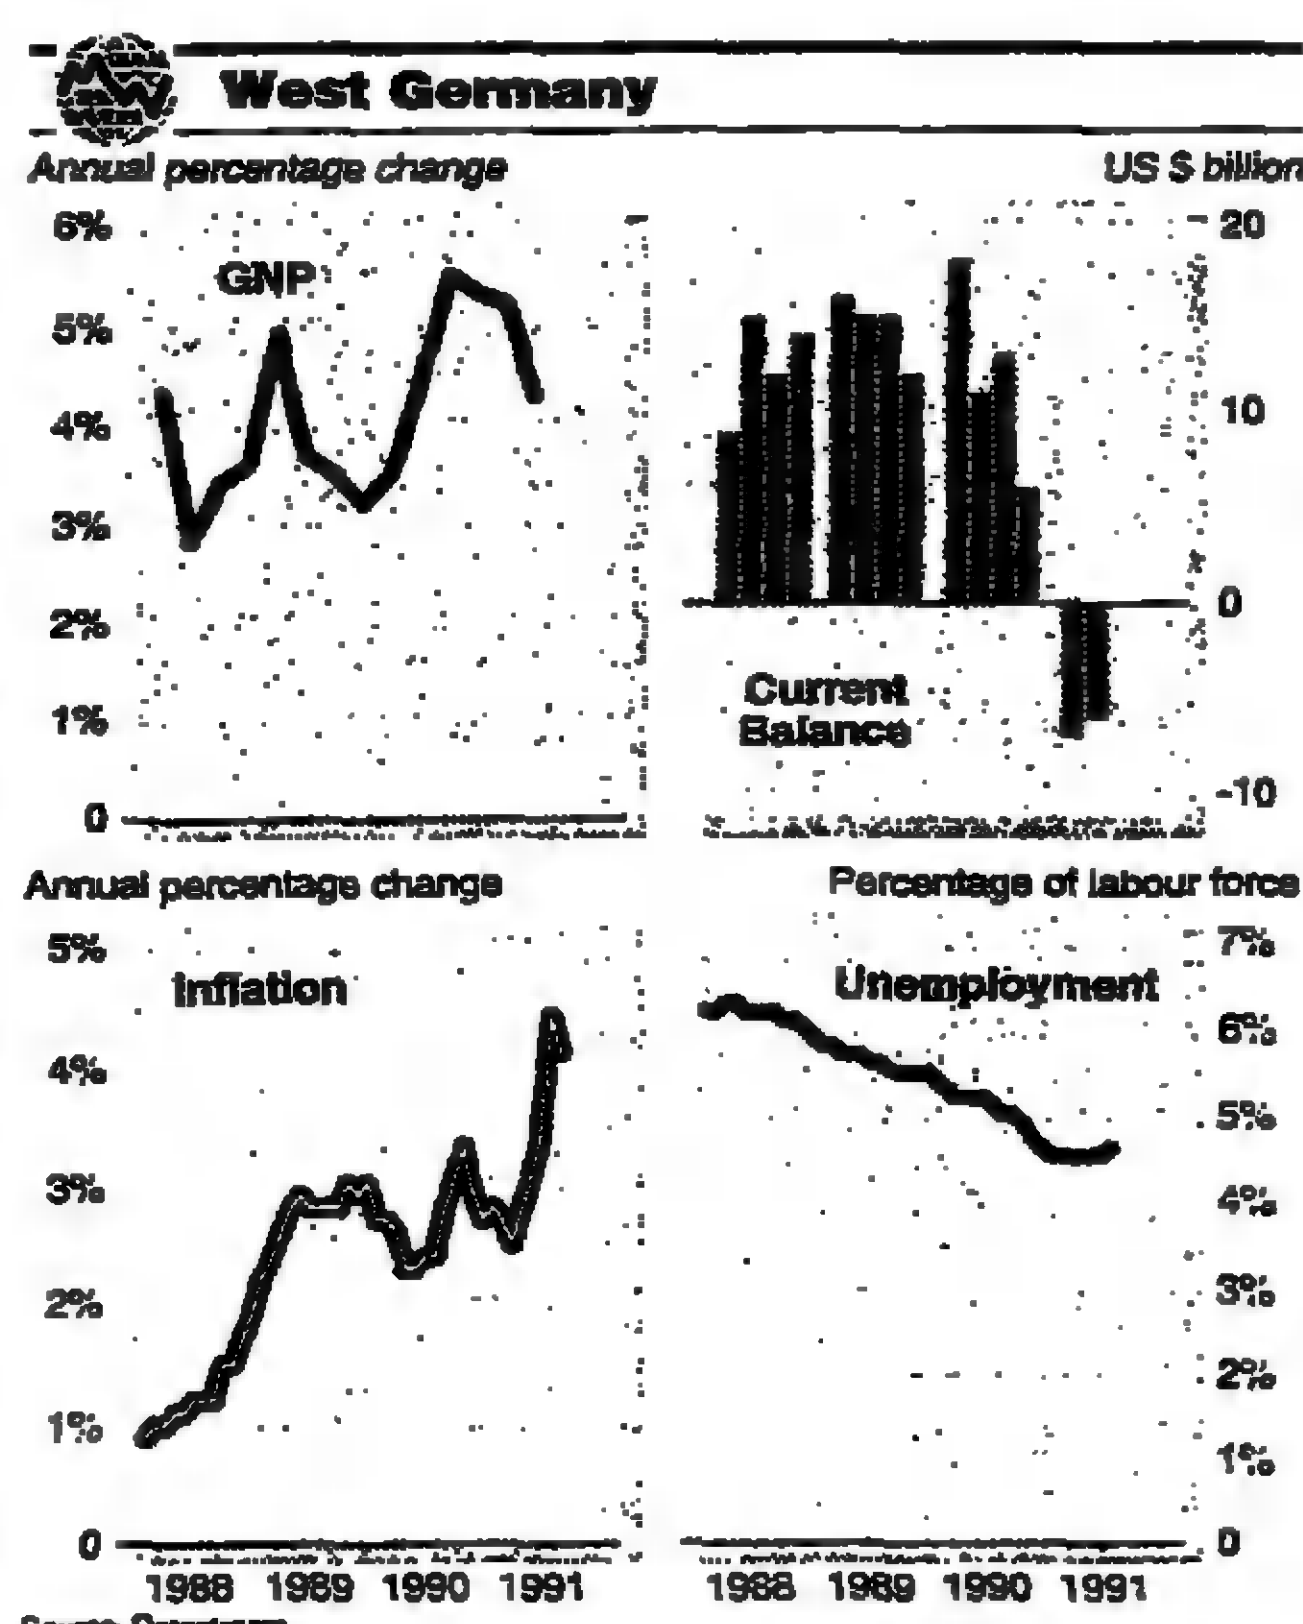 West Germany
Annual percentage change
US $ billion
6%
5%
4%
3%
2%
1%
0
GNP
20
10
0
-10
Current
Balance
Annual percentage change
Percentage of labour force
5%
4%
3%
2%
1%
0
Inflation
Unemployment
7%
6%
5%
4%
3%
2%
1%
0
1988 1989 1990 1991
1988 1989 1990 1991